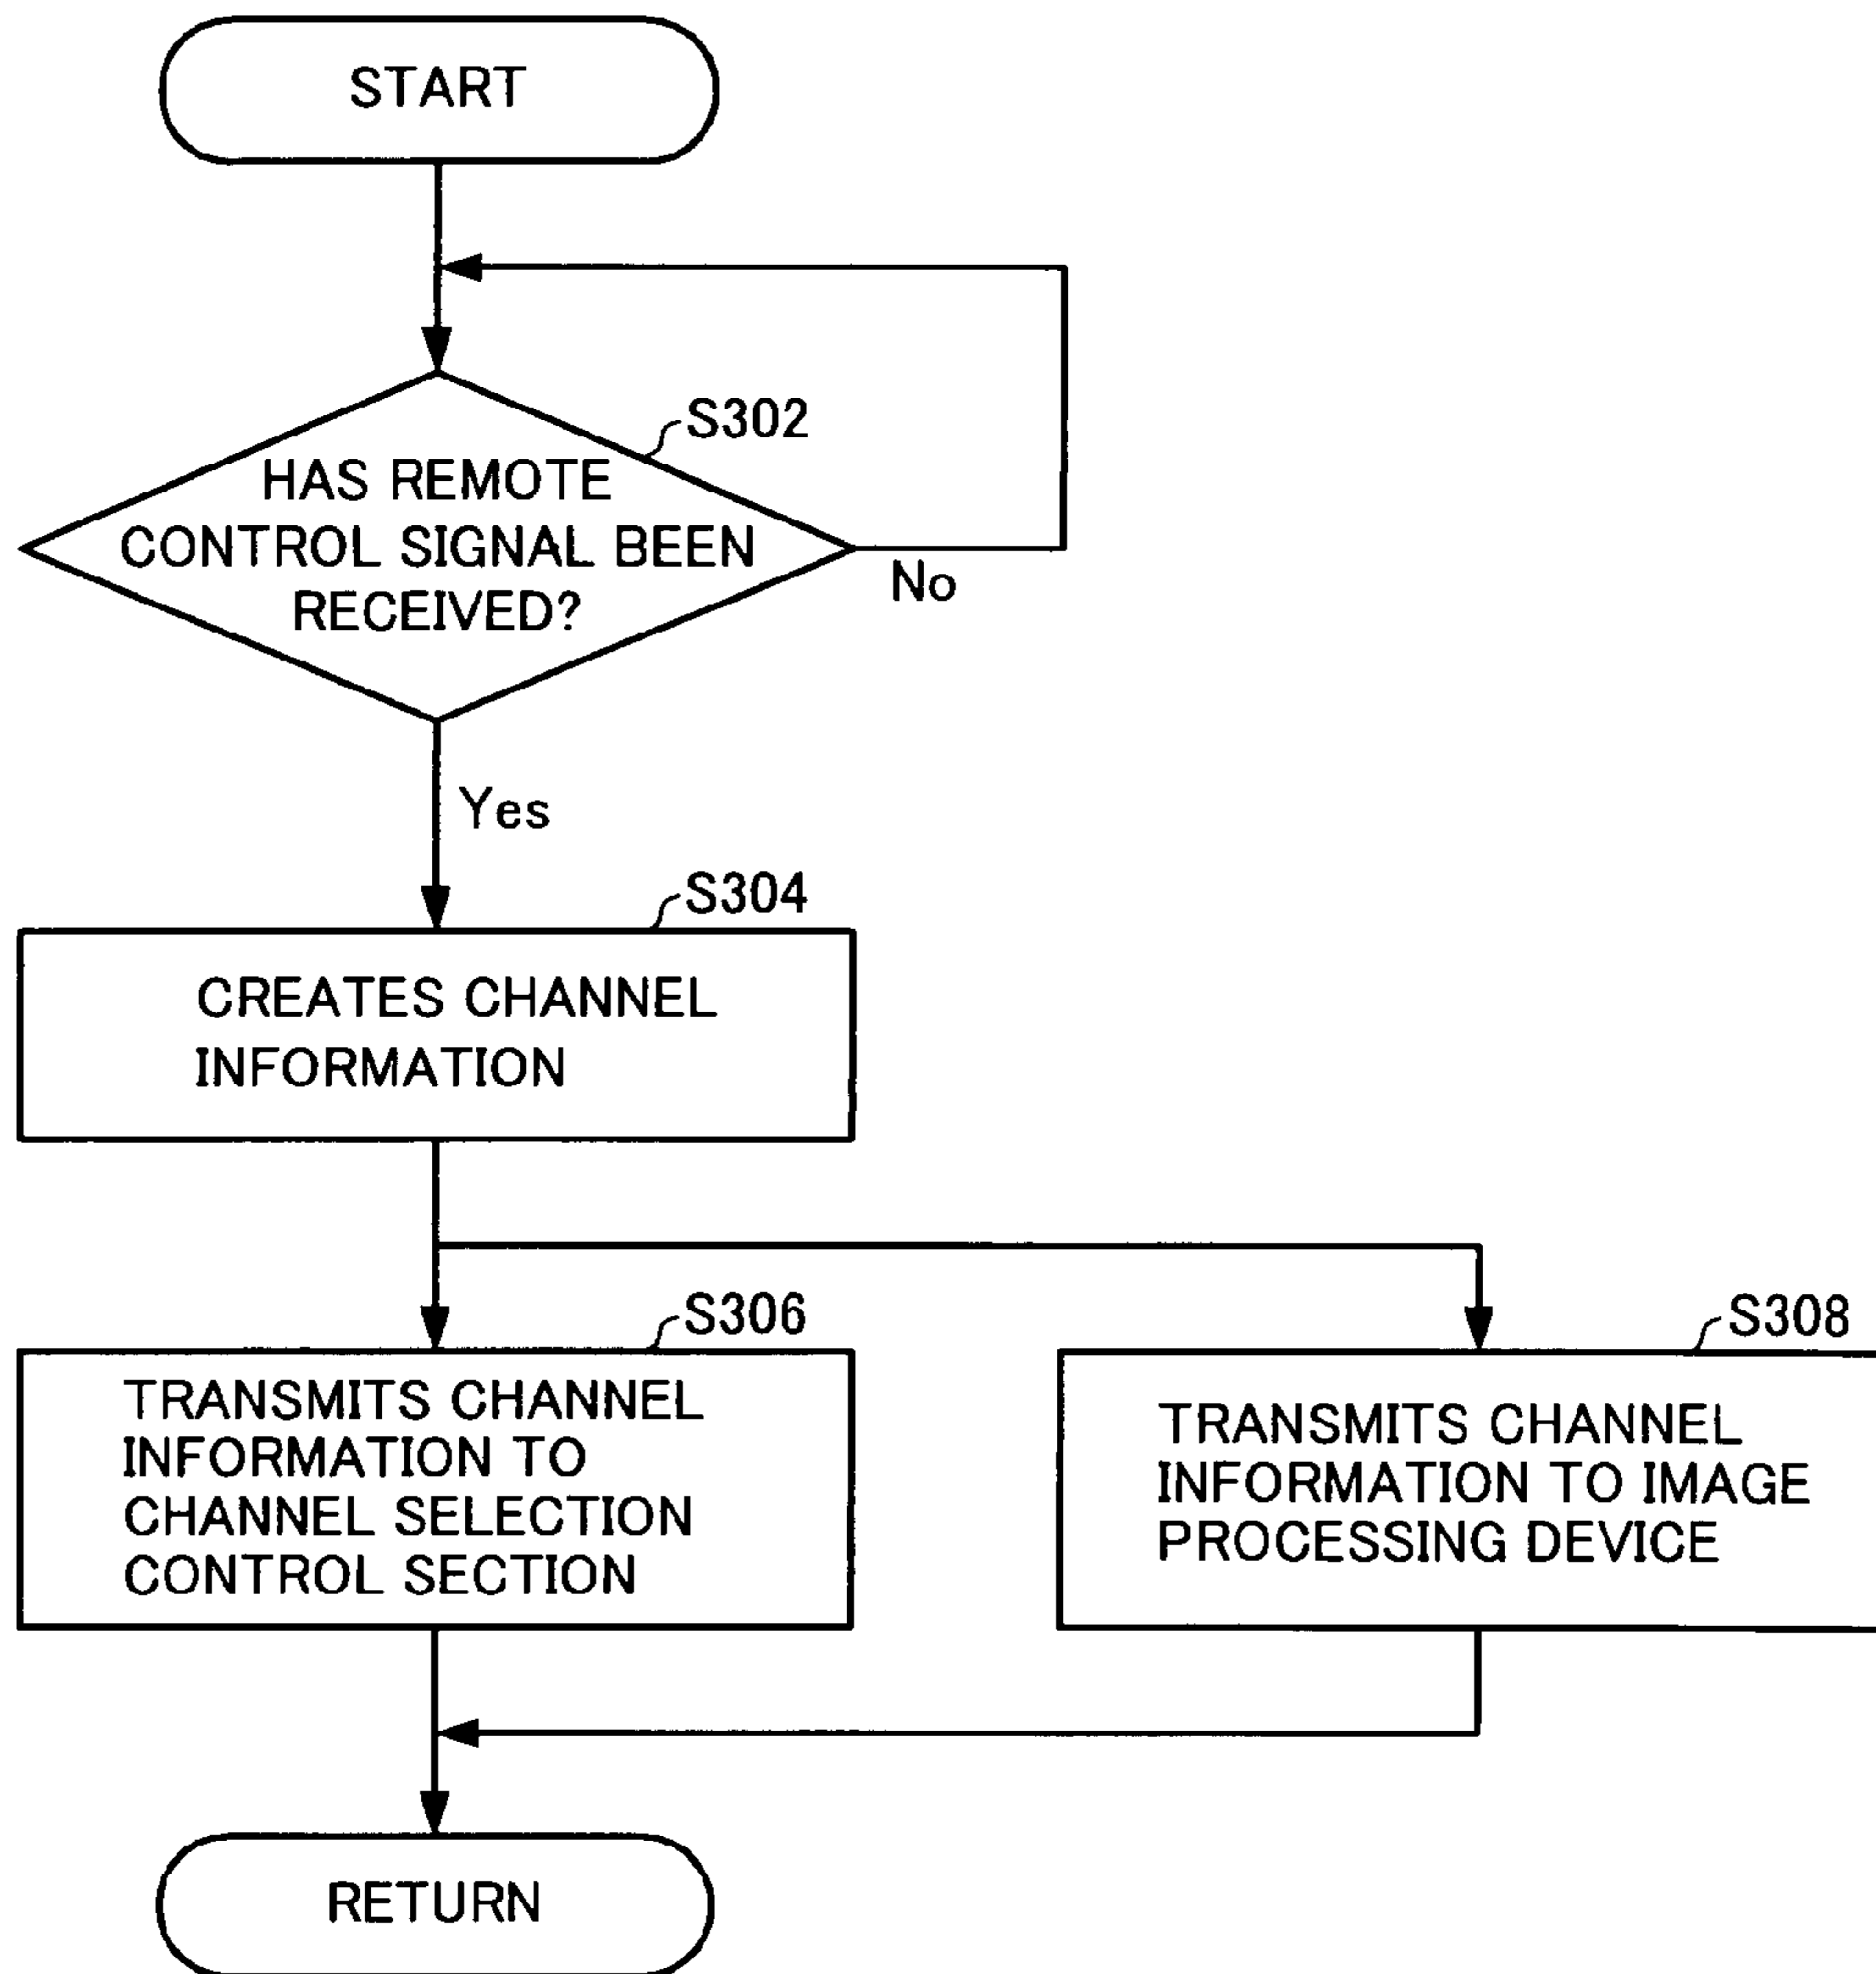 START
S302
HAS REMOTE
CONTROL SIGNAL BEEN
RECEIVED?
No
Yes
S304
CREATES CHANNEL
INFORMATION
S306
TRANSMITS CHANNEL
INFORMATION TO
CHANNEL SELECTION
CONTROL SECTION
S308
TRANSMITS CHANNEL
INFORMATION TO IMAGE
PROCESSING DEVICE
RETURN